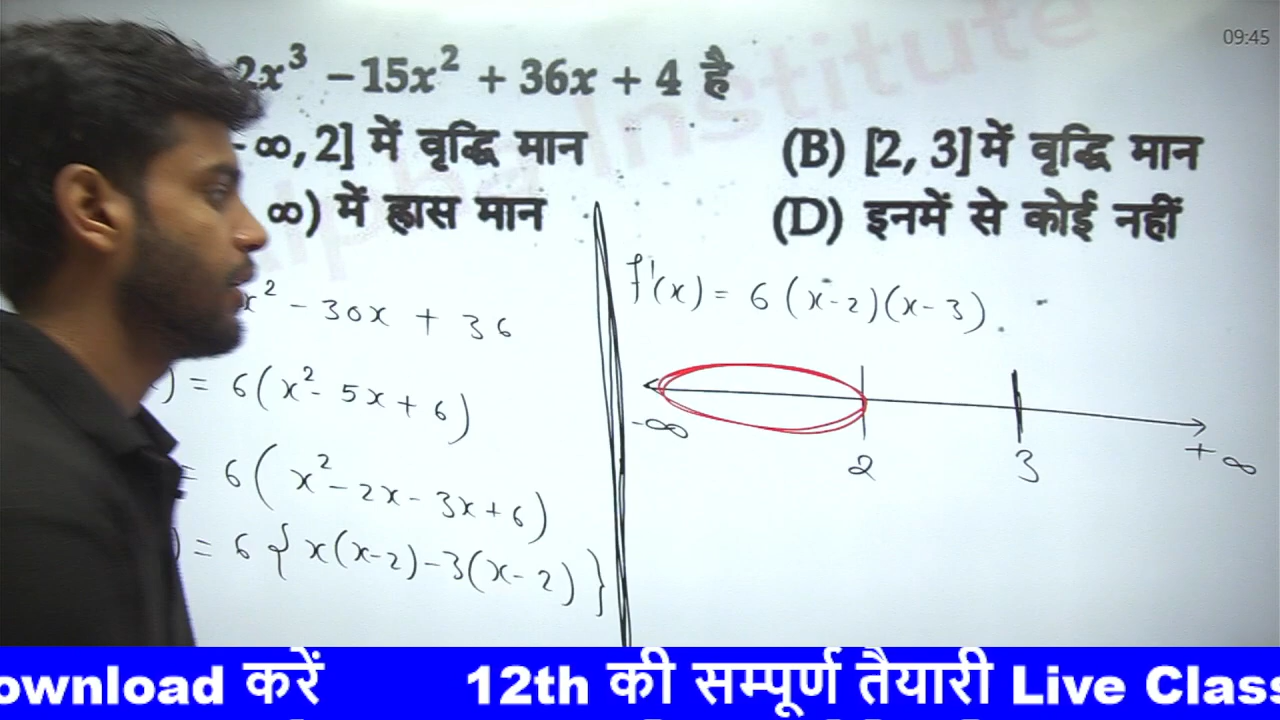 09:45
2x³ – 15x² + 36x + 4 है
∞, 2] में वृद्धि मान
(B) [2, 3] में वृद्धि मान
∞) में ह्रास मान
(D) इनमें से कोई नहीं
x² - 30x + 36
) = 6(x² - 5x + 6)
= 6(x² - 2x - 3x + 6)
) = 6{x(x-2)-3(x-2)}
f'(x) = 6(x-2)(x-3).
-∞ 2 3 +∞
ownload करें 12th की सम्पूर्ण तैयारी Live Class